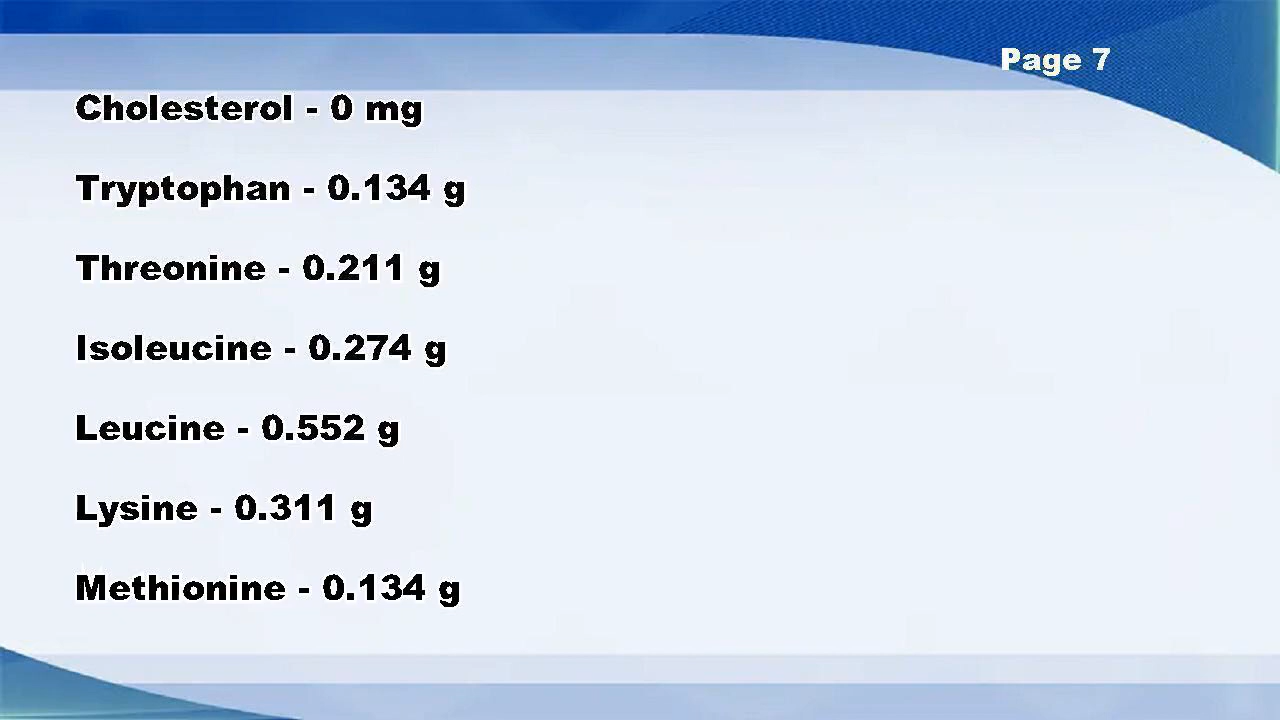 Page 7
Cholesterol - 0 mg
Tryptophan - 0.134 g
Threonine - 0.211 g
Isoleucine - 0.274 g
Leucine - 0.552 g
Lysine - 0.311 g
Methionine - 0.134 g